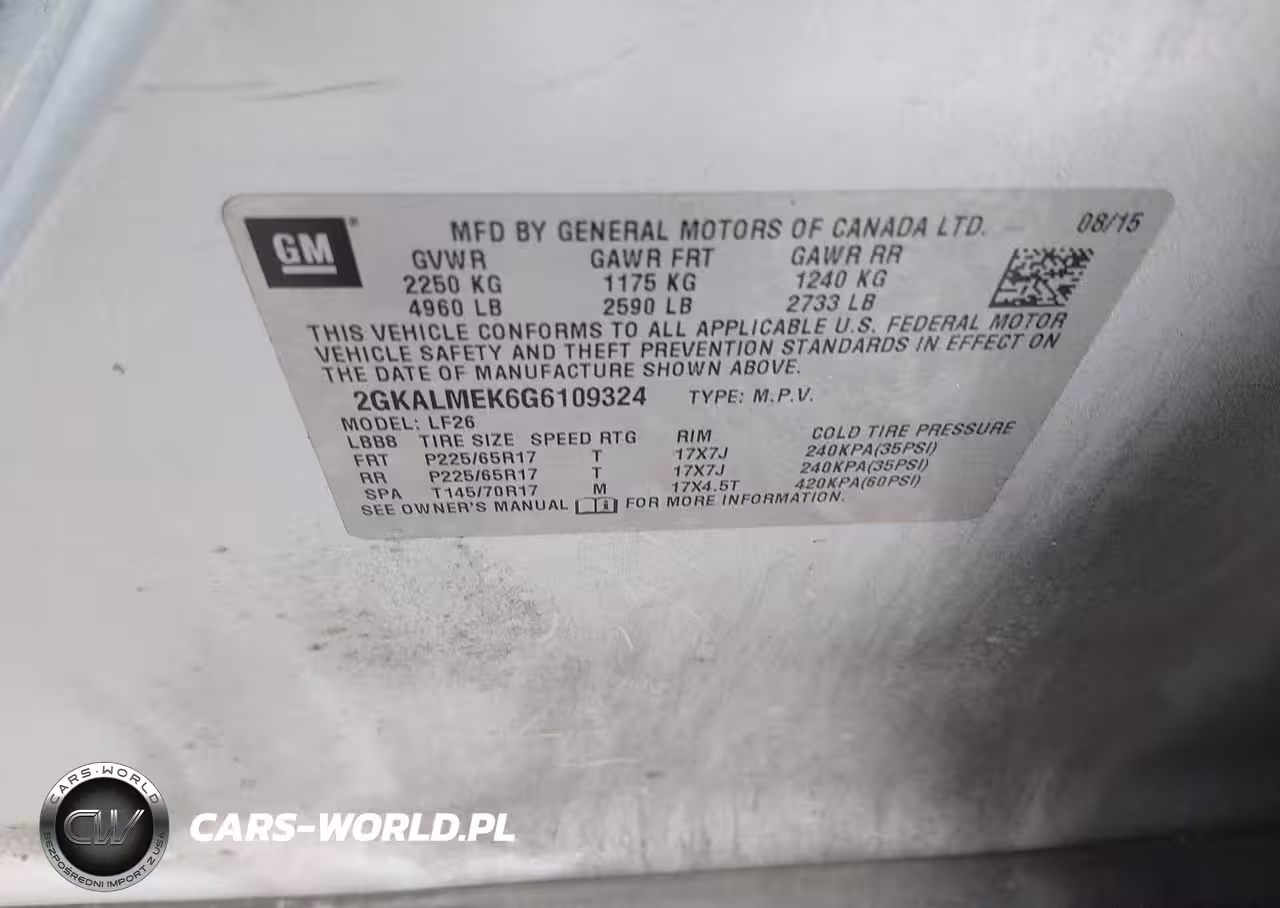 GM® MFD BY GENERAL MOTORS OF CANADA LTD. 08/15
GVWR GAWR FRT GAWR RR
2250 KG 1175 KG 1240 KG
4960 LB 2590 LB 2733 LB
THIS VEHICLE CONFORMS TO ALL APPLICABLE U.S. FEDERAL MOTOR
VEHICLE SAFETY AND THEFT PREVENTION STANDARDS IN EFFECT ON
THE DATE OF MANUFACTURE SHOWN ABOVE.
2GKALMEK6G6109324 TYPE: M.P.V.
MODEL: LF26
LBB8 TIRE SIZE SPEED RTG RIM COLD TIRE PRESSURE
FRT P225/65R17 T 17X7J 240KPA(35PSI)
RR P225/65R17 T 17X7J 240KPA(35PSI)
SPA T145/70R17 M 17X4.5T 420KPA(60PSI)
SEE OWNER'S MANUAL FOR MORE INFORMATION.
CARS-WORLD
CW
BEZPOŚREDNI IMPORT Z USA
CARS-WORLD.PL